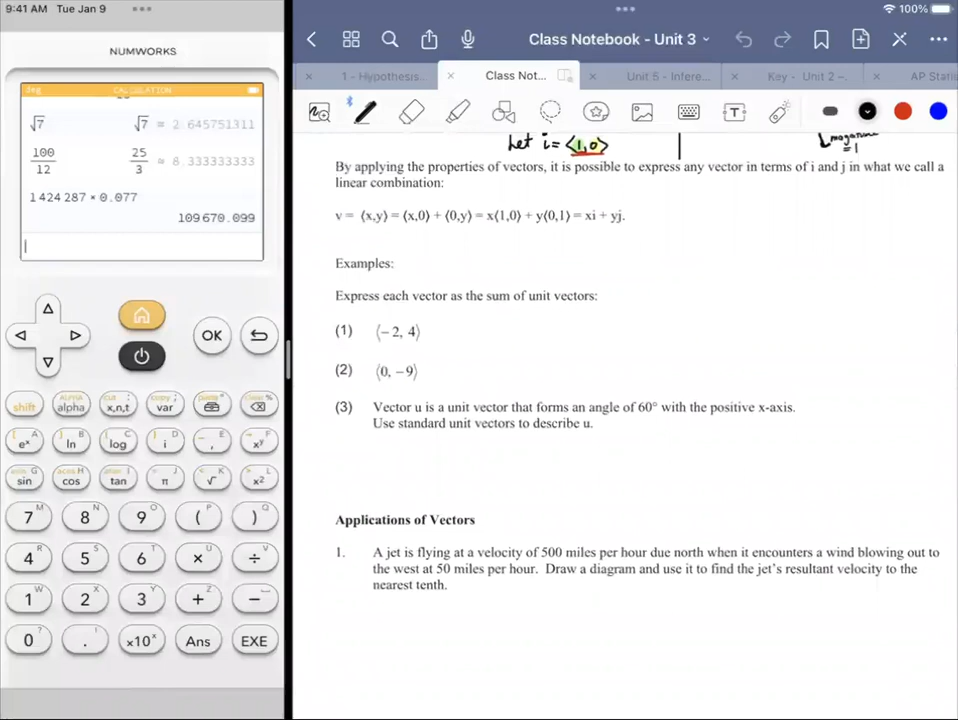 9:41 AM Tue Jan 9
100%
NUMWORKS
deg CALCULATION
√7 √7 ≈ 2.645751311
100/12 25/3 ≈ 8.333333333
1424287×0.077
109670.099
OK
shift alpha x,n,t var
cut copy paste clear
ALPHA
e^x ln log i , x^y
sin cos tan π √ x²
7 8 9 ( )
4 5 6 × ÷
1 2 3 + −
0 . ×10^x Ans EXE
Class Notebook - Unit 3
1 - Hypothesis...
Class Not...
Unit 5 - Infere...
Key - Unit 2 –...
AP Stati
Let i = ⟨1,0⟩
magnitude = 1
By applying the properties of vectors, it is possible to express any vector in terms of i and j in what we call a
linear combination:
v = ⟨x,y⟩ = ⟨x,0⟩ + ⟨0,y⟩ = x⟨1,0⟩ + y⟨0,1⟩ = xi + yj.
Examples:
Express each vector as the sum of unit vectors:
(1) ⟨− 2, 4⟩
(2) ⟨0, − 9⟩
(3) Vector u is a unit vector that forms an angle of 60° with the positive x-axis.
Use standard unit vectors to describe u.
Applications of Vectors
1. A jet is flying at a velocity of 500 miles per hour due north when it encounters a wind blowing out to
the west at 50 miles per hour. Draw a diagram and use it to find the jet’s resultant velocity to the
nearest tenth.